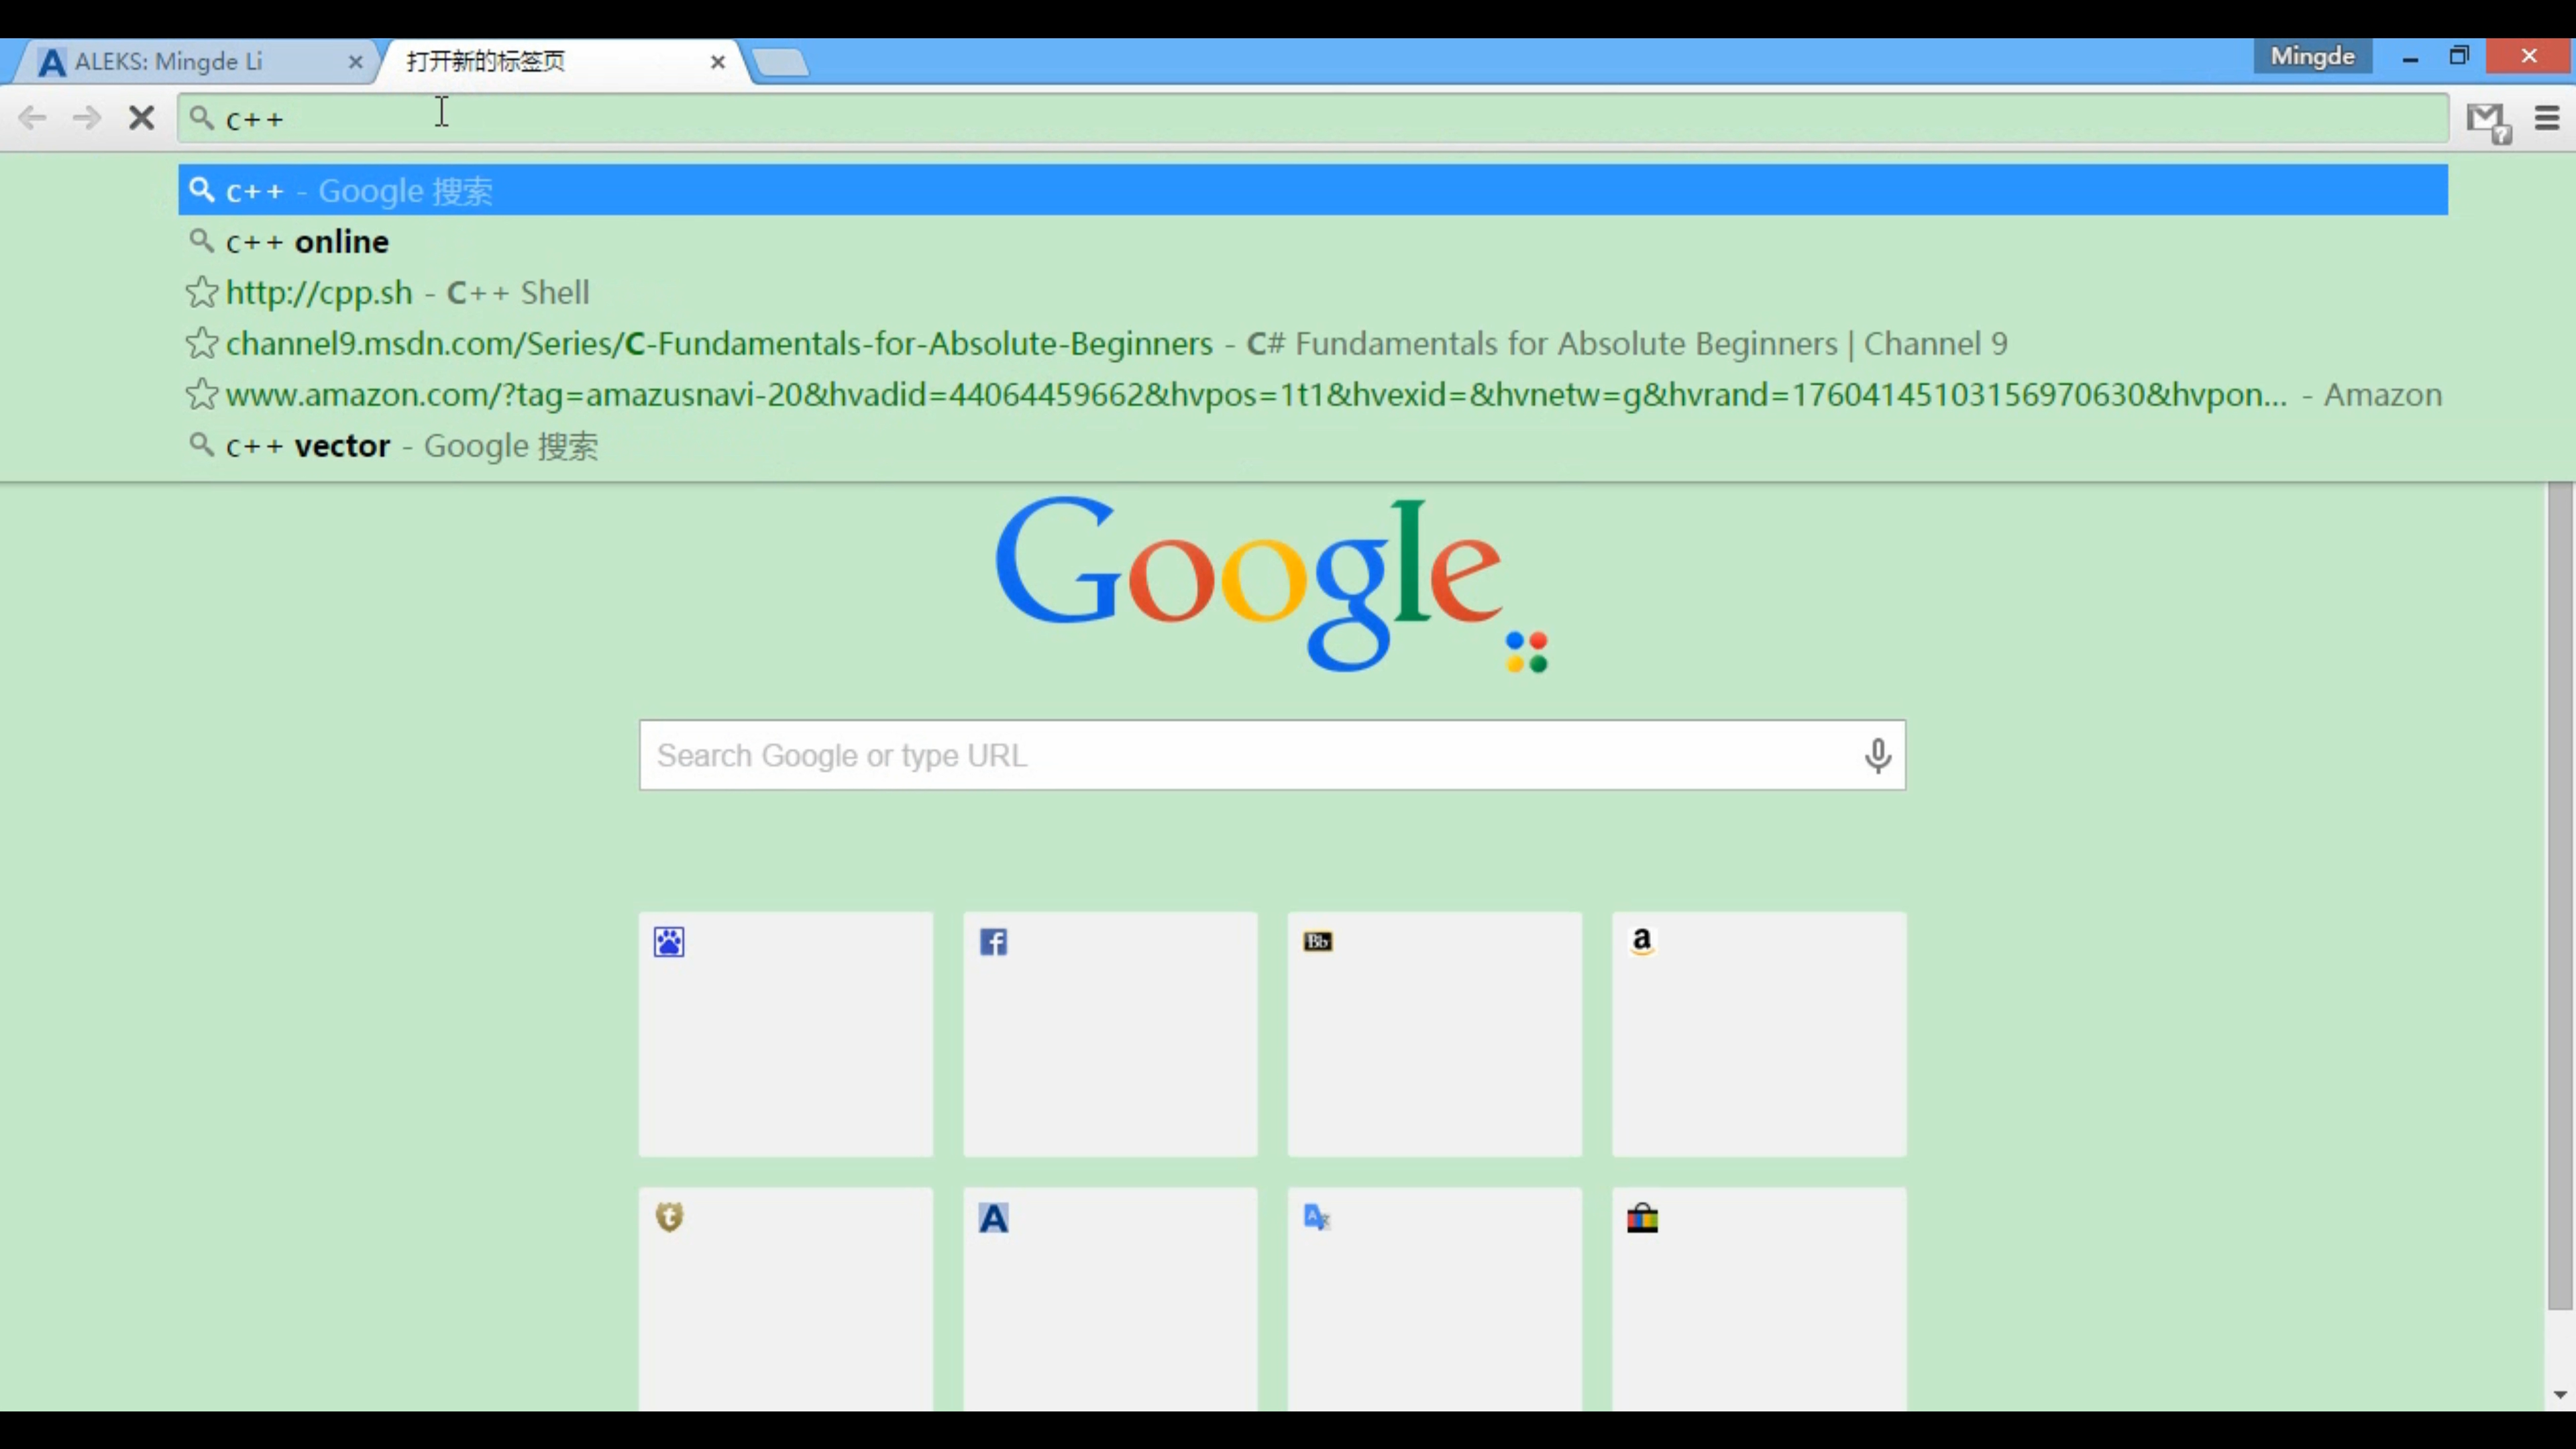 ALEKS: Mingde Li
打开新的标签页
Mingde
c++
c++ - Google 搜索
c++ online
http://cpp.sh - C++ Shell
channel9.msdn.com/Series/C-Fundamentals-for-Absolute-Beginners - C# Fundamentals for Absolute Beginners | Channel 9
www.amazon.com/?tag=amazusnavi-20&hvadid=44064459662&hvpos=1t1&hvexid=&hvnetw=g&hvrand=17604145103156970630&hvpon... - Amazon
c++ vector - Google 搜索
Google
Search Google or type URL